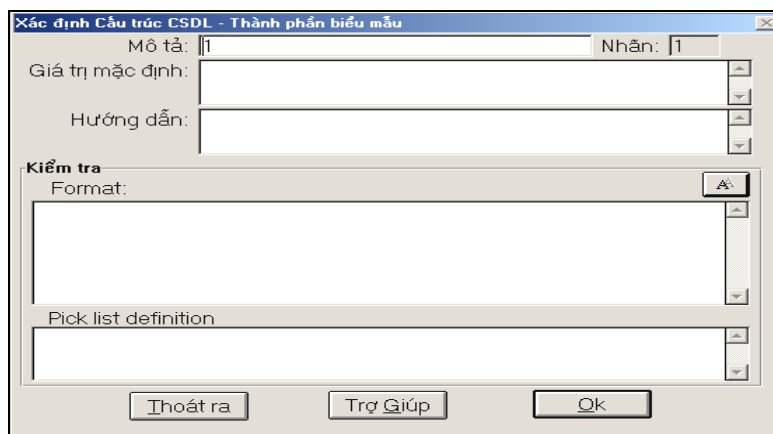 Xác định Cấu trúc CSDL - Thành phần biểu mẫu
Mô tả: 1 Nhãn: 1
Giá trị mặc định:
Hướng dẫn:
Kiểm tra
Format:
A
Pick list definition
Thoát ra Trợ Giúp Ok